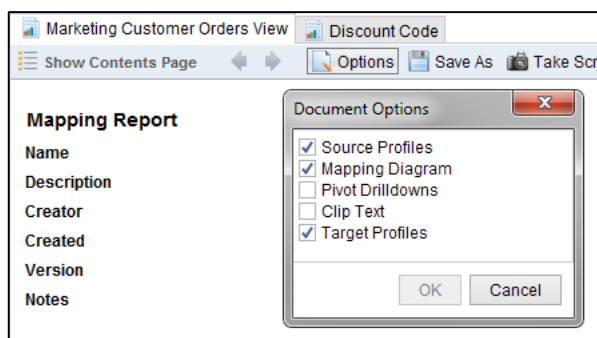 Marketing Customer Orders View Discount Code
Show Contents Page Options Save As Take Scr
Mapping Report
Name
Description
Creator
Created
Version
Notes
Document Options
Source Profiles
Mapping Diagram
Pivot Drilldowns
Clip Text
Target Profiles
OK Cancel